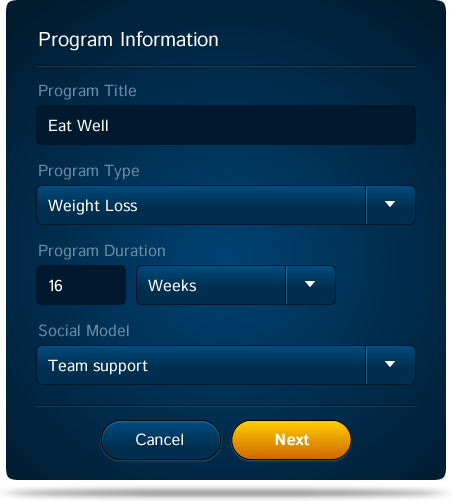 Program Information
Program Title
Eat Well
Program Type
Weight Loss
Program Duration
16 Weeks
Social Model
Team support
Cancel Next